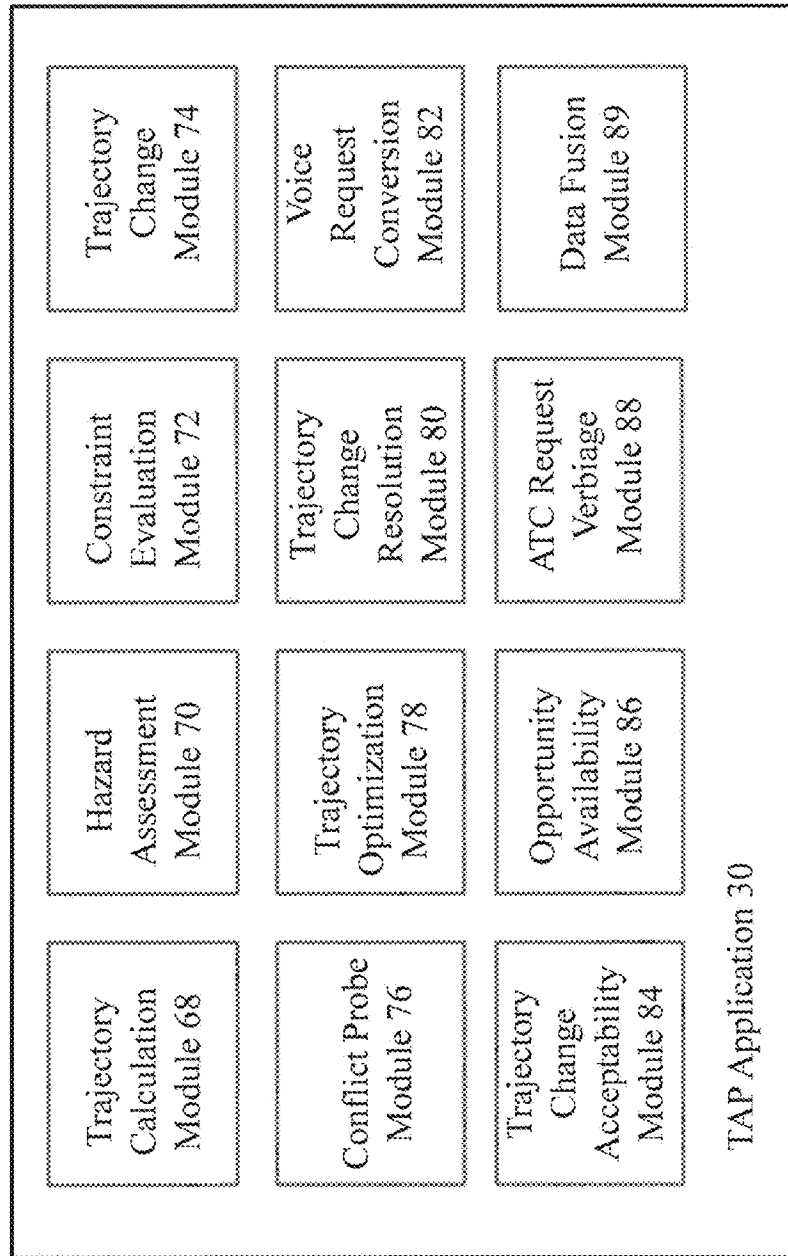 Trajectory
Calculation
Module 68
Hazard
Assessment
Module 70
Constraint
Evaluation
Module 72
Trajectory
Change
Module 74
Conflict Probe
Module 76
Trajectory
Optimization
Module 78
Trajectory
Change
Resolution
Module 80
Voice
Request
Conversion
Module 82
Trajectory
Change
Acceptability
Module 84
Opportunity
Availability
Module 86
ATC Request
Verbiage
Module 88
Data Fusion
Module 89
TAP Application 30